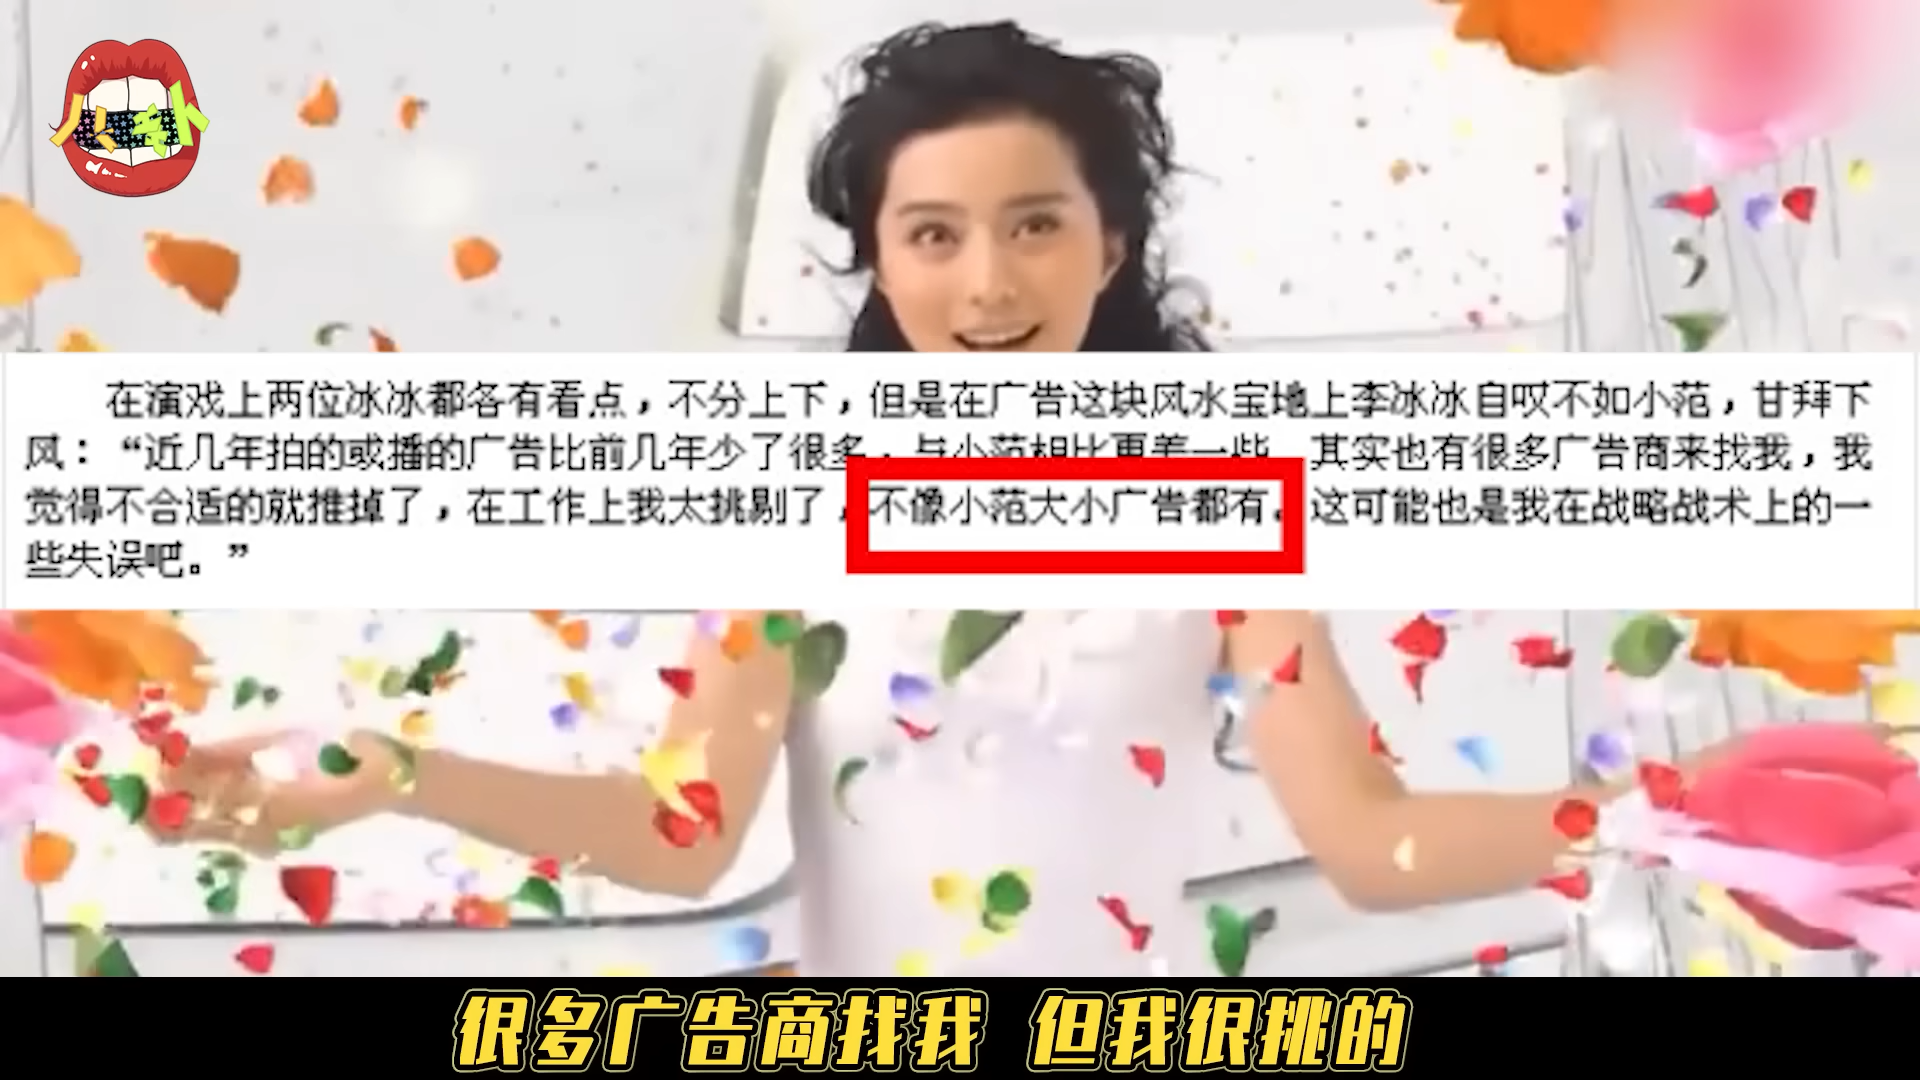 八卦
在演戏上两位冰冰都各有看点，不分上下，但是在广告这块风水宝地上李冰冰自叹不如小范，甘拜下
风：“近几年拍的或播的广告比前几年少了很多，与小范相比更差一些。其实也有很多广告商来找我，我
觉得不合适的就推掉了，在工作上我太挑剔了，不像小范大小广告都有。这可能也是我在战略战术上的一
些失误吧。”
很多广告商找我 但我很挑的